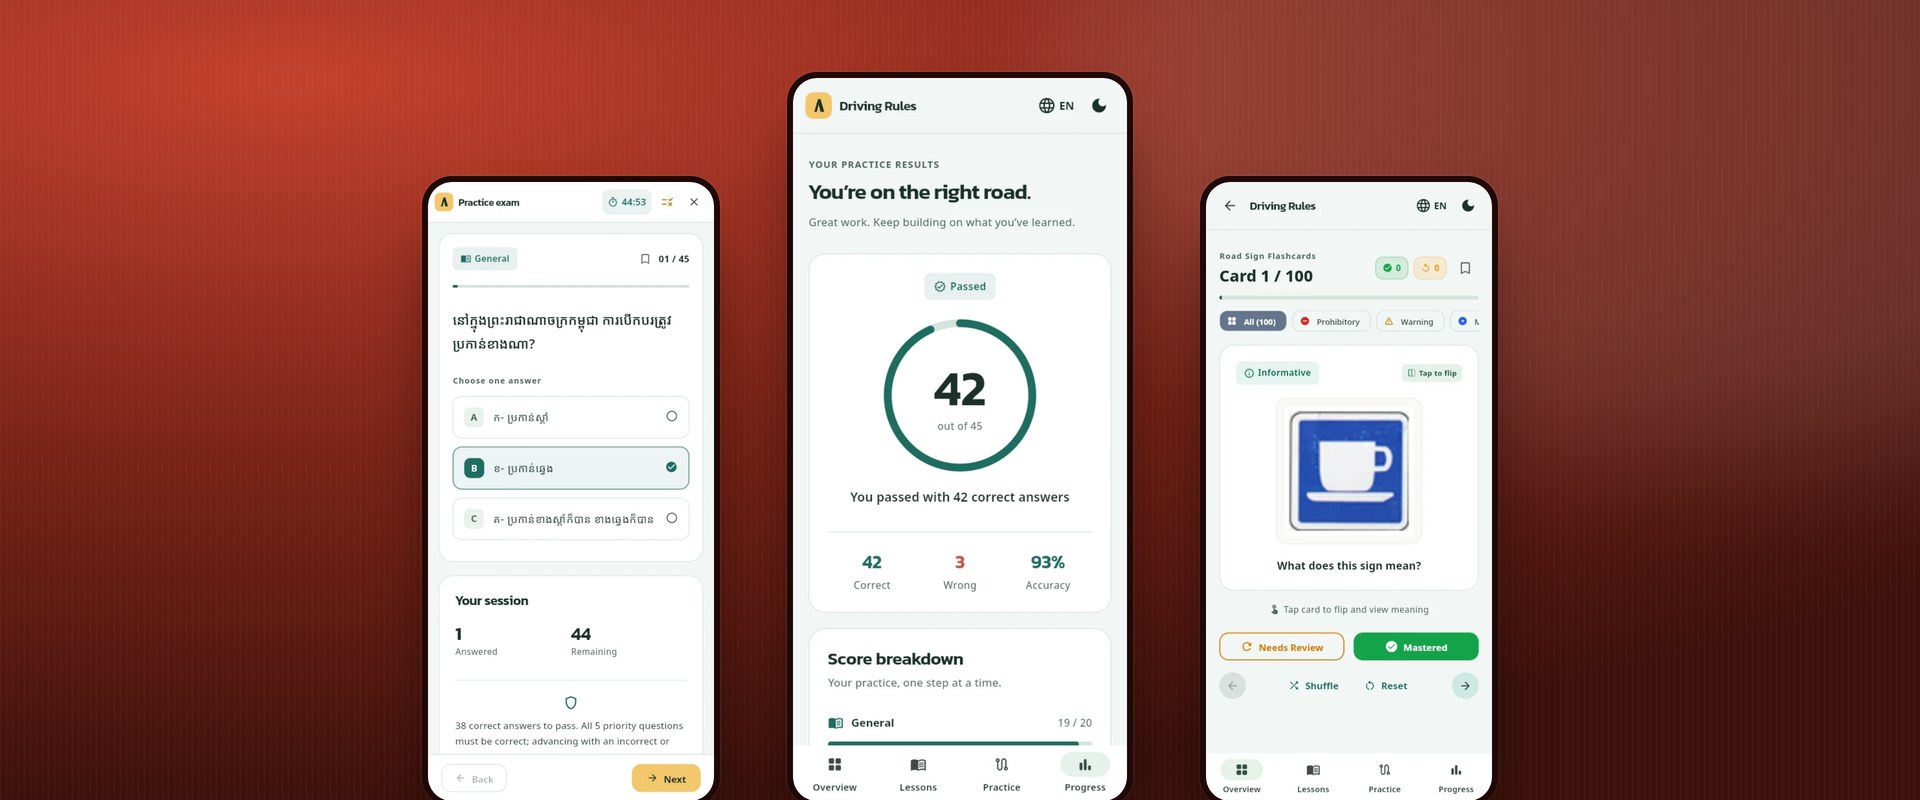 Practice exam
44:53
General
01 / 45
នៅក្នុងព្រះរាជាណាចក្រកម្ពុជា ការបើកបរត្រូវ
ប្រកាន់ខាងណា?
Choose one answer
A ក- ប្រកាន់ស្តាំ
B ខ- ប្រកាន់ឆ្វេង
C គ- ប្រកាន់ខាងស្តាំក៏បាន ខាងឆ្វេងក៏បាន
Your session
1 44
Answered Remaining
38 correct answers to pass. All 5 priority questions
must be correct; advancing with an incorrect or
Back Next
Driving Rules EN
YOUR PRACTICE RESULTS
You're on the right road.
Great work. Keep building on what you've learned.
Passed
42
out of 45
You passed with 42 correct answers
42 3 93%
Correct Wrong Accuracy
Score breakdown
Your practice, one step at a time.
General 19 / 20
Overview Lessons Practice Progress
Driving Rules EN
Road Sign Flashcards
Card 1 / 100
0 0
All (100) Prohibitory Warning M
Informative Tap to flip
What does this sign mean?
Tap card to flip and view meaning
Needs Review Mastered
Shuffle Reset
Overview Lessons Practice Progress